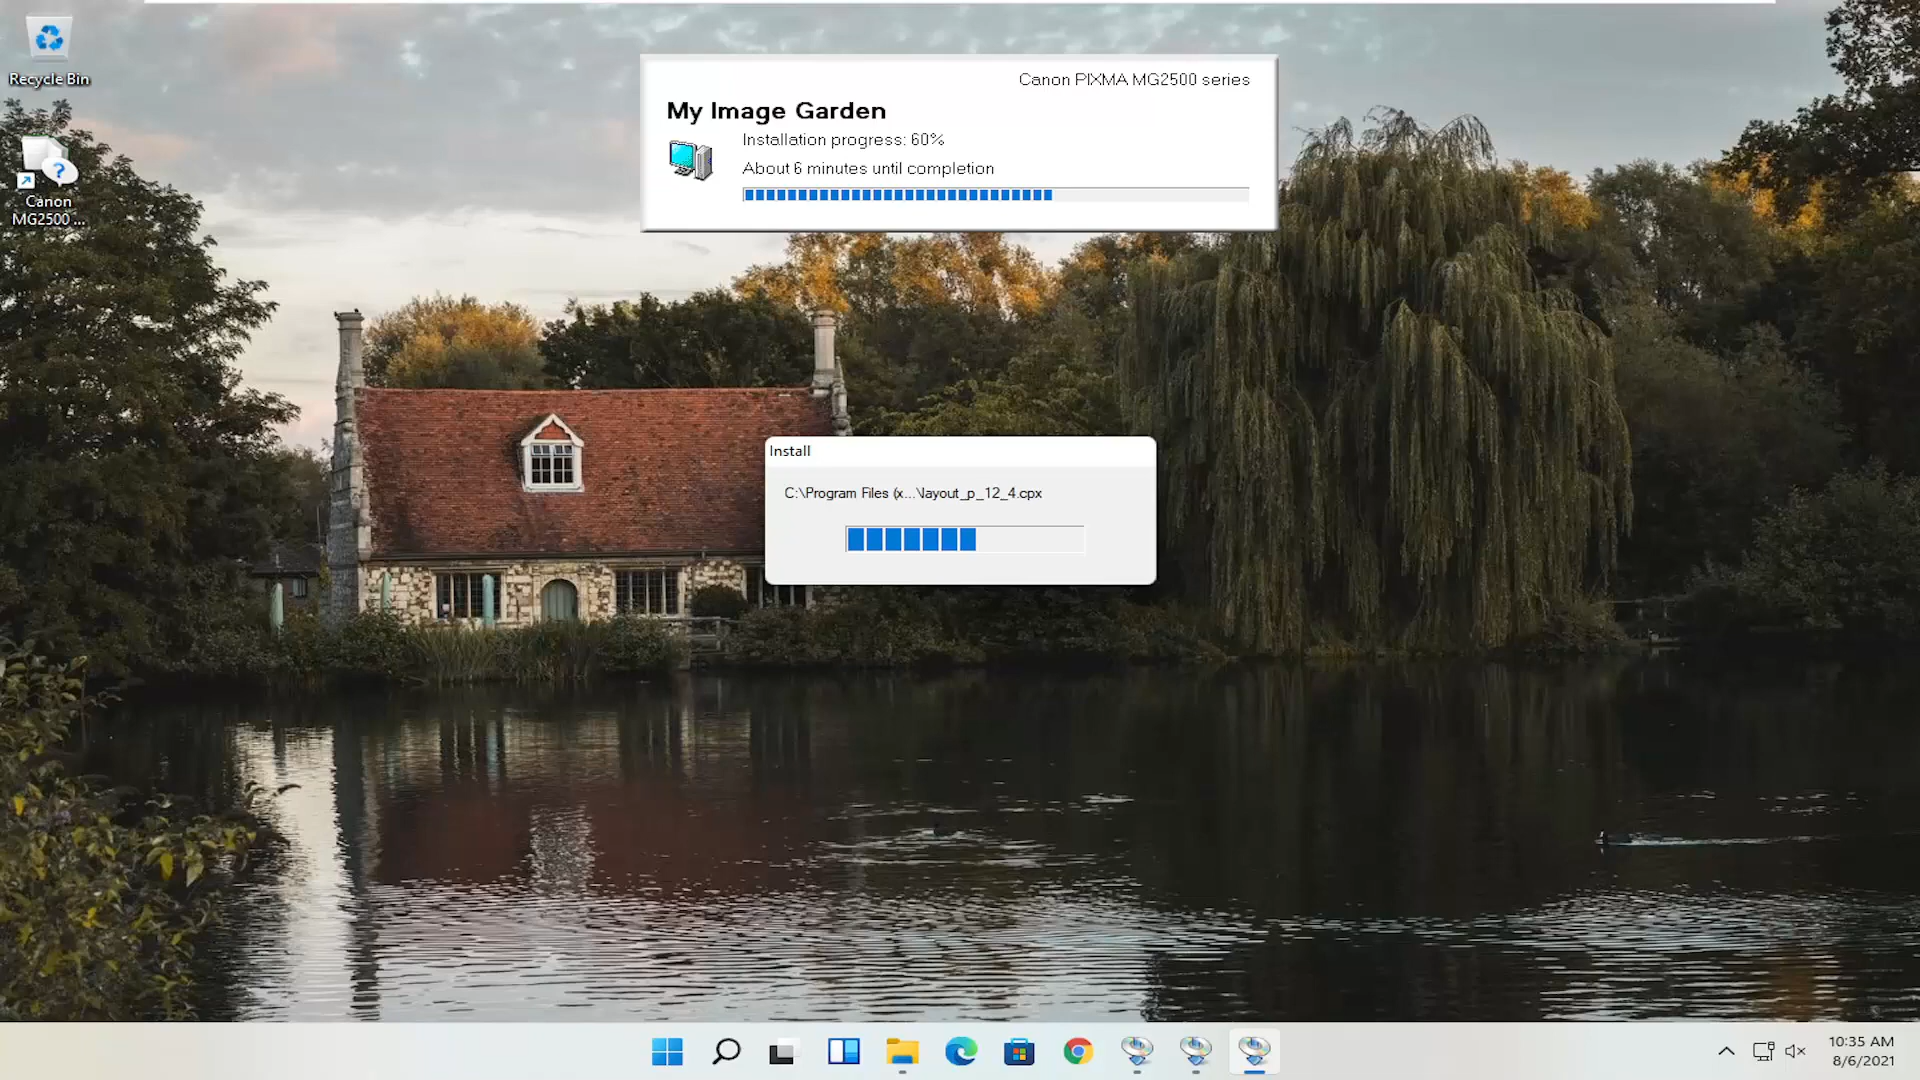 Recycle Bin
Canon
MG2500 ...
Canon PIXMA MG2500 series
My Image Garden
Installation progress: 60%
About 6 minutes until completion
Install
C:\Program Files (x...\layout_p_12_4.cpx
10:35 AM
8/6/2021